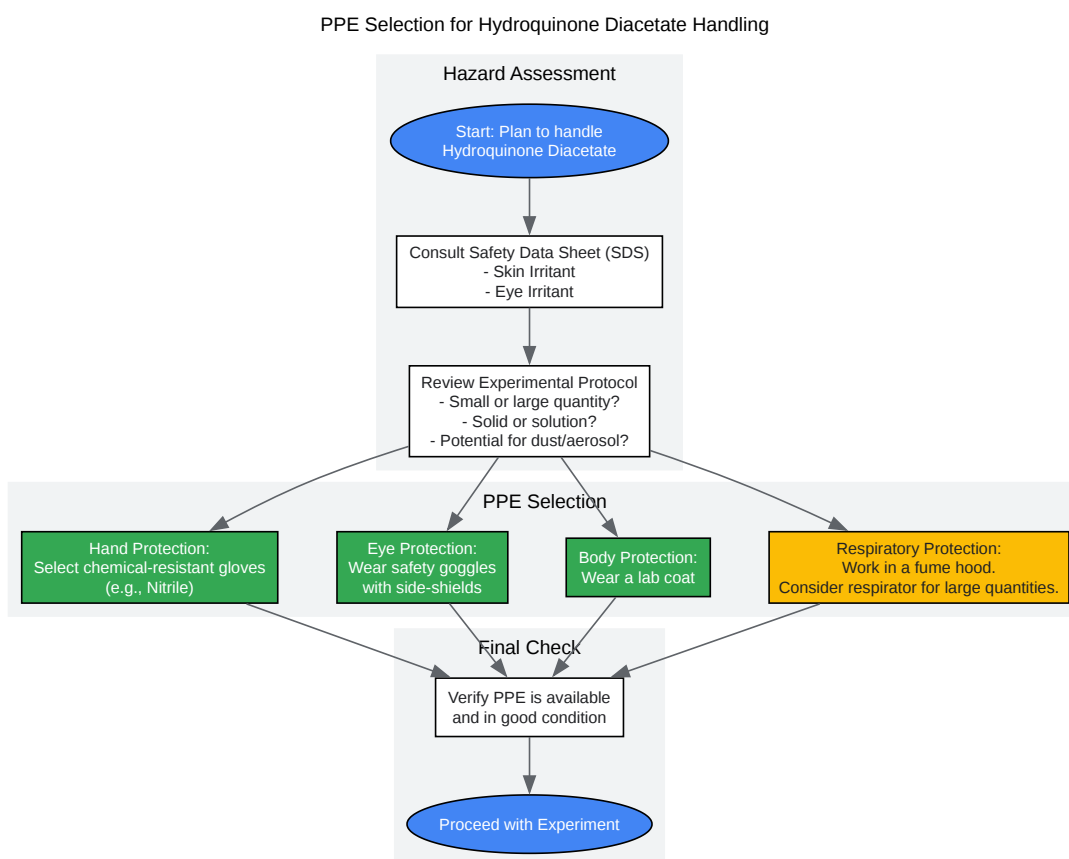 PPE Selection for Hydroquinone Diacetate Handling
Hazard Assessment
Start: Plan to handle
Hydroquinone Diacetate
Consult Safety Data Sheet (SDS)
- Skin Irritant
- Eye Irritant
Review Experimental Protocol
- Small or large quantity?
- Solid or solution?
- Potential for dust/aerosol?
PPE Selection
Hand Protection:
Select chemical-resistant gloves
(e.g., Nitrile)
Eye Protection:
Wear safety goggles
with side-shields
Body Protection:
Wear a lab coat
Respiratory Protection:
Work in a fume hood.
Consider respirator for large quantities.
Final Check
Verify PPE is available
and in good condition
Proceed with Experiment